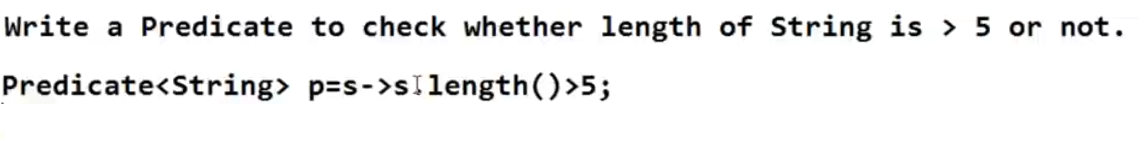 Write a Predicate to check whether length of String is > 5 or not.
Predicate<String> p=s->s.length()>5;